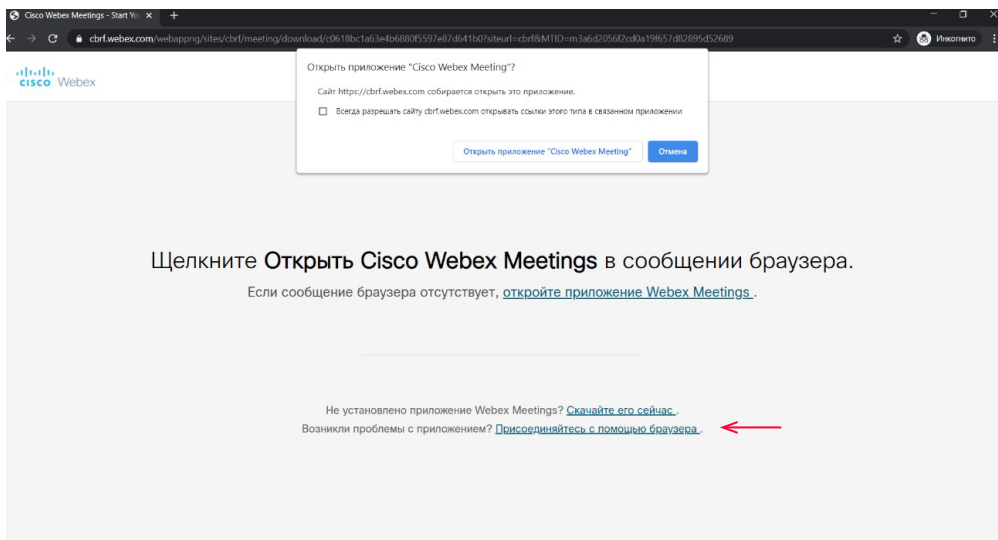 Cisco Webex Meetings - Start Yo
cbrf.webex.com/webappng/sites/cbrf/meeting/download/c0618bc1a63e4b6880f5597e87d641b0?siteurl=cbrf&MTID=m3a6d2056f2cd0a19f657d82895d52689
Инкогнито
cisco Webex
Открыть приложение "Cisco Webex Meeting"?
Сайт https://cbrf.webex.com собирается открыть это приложение.
Всегда разрешать сайту cbrf.webex.com открывать ссылки этого типа в связанном приложении
Открыть приложение "Cisco Webex Meeting" Отмена
Щелкните Открыть Cisco Webex Meetings в сообщении браузера.
Если сообщение браузера отсутствует, откройте приложение Webex Meetings .
Не установлено приложение Webex Meetings? Скачайте его сейчас .
Возникли проблемы с приложением? Присоединяйтесь с помощью браузера .